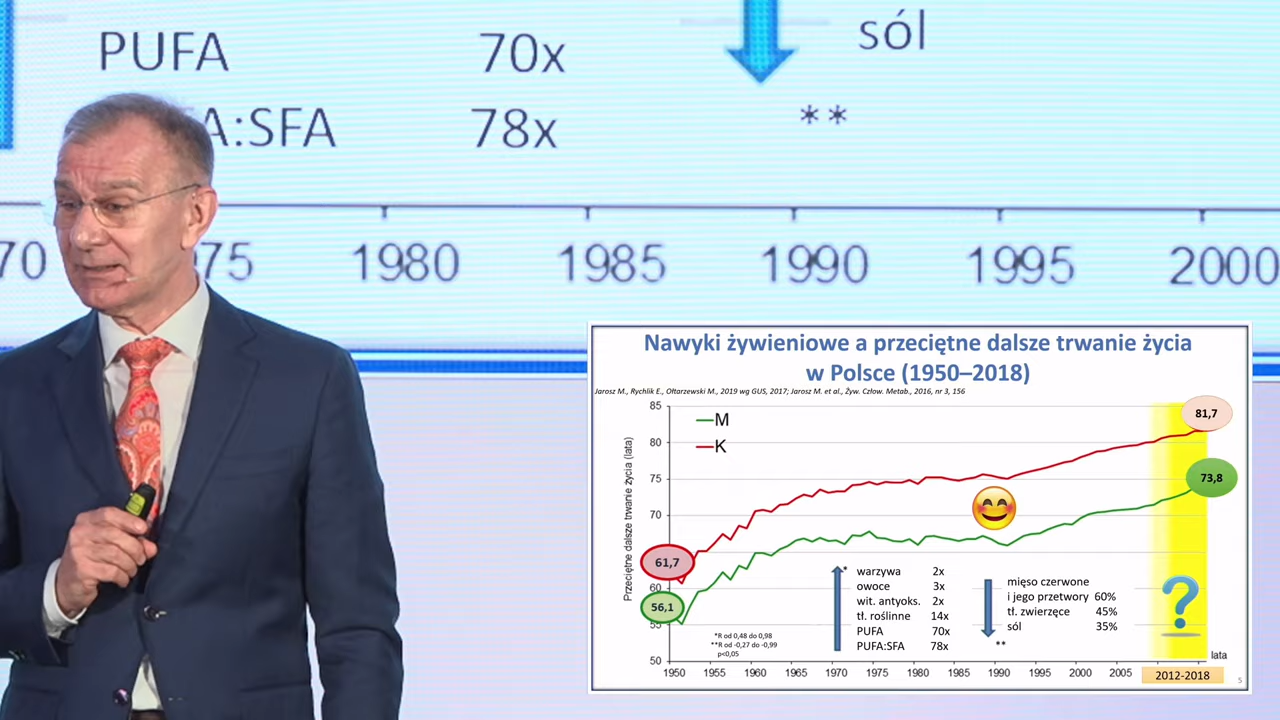 PUFA 70x
sól
A:SFA 78x
**
70 75 1980 1985 1990 1995 2000
Nawyki żywieniowe a przeciętne dalsze trwanie życia
w Polsce (1950–2018)
Jarosz M., Rychlik E., Ołtarzewski M., 2019 wg GUS, 2017; Jarosz M. et al., Żyw. Człow. Metab., 2016, nr 3, 156
Przeciętne dalsze trwanie życia (lata)
85
80
75
70
60
55
50
M
K
81,7
73,8
61,7
56,1
* warzywa 2x
owoce 3x
wit. antyoks. 2x
tł. roślinne 14x
PUFA 70x
PUFA:SFA 78x
mięso czerwone
i jego przetwory 60%
tł. zwierzęce 45%
sól 35%
**
?
*R od 0,48 do 0,98
**R od -0,27 do -0,99
p<0,05
lata
1950 1955 1960 1965 1970 1975 1980 1985 1990 1995 2000 2005 2012-2018
5